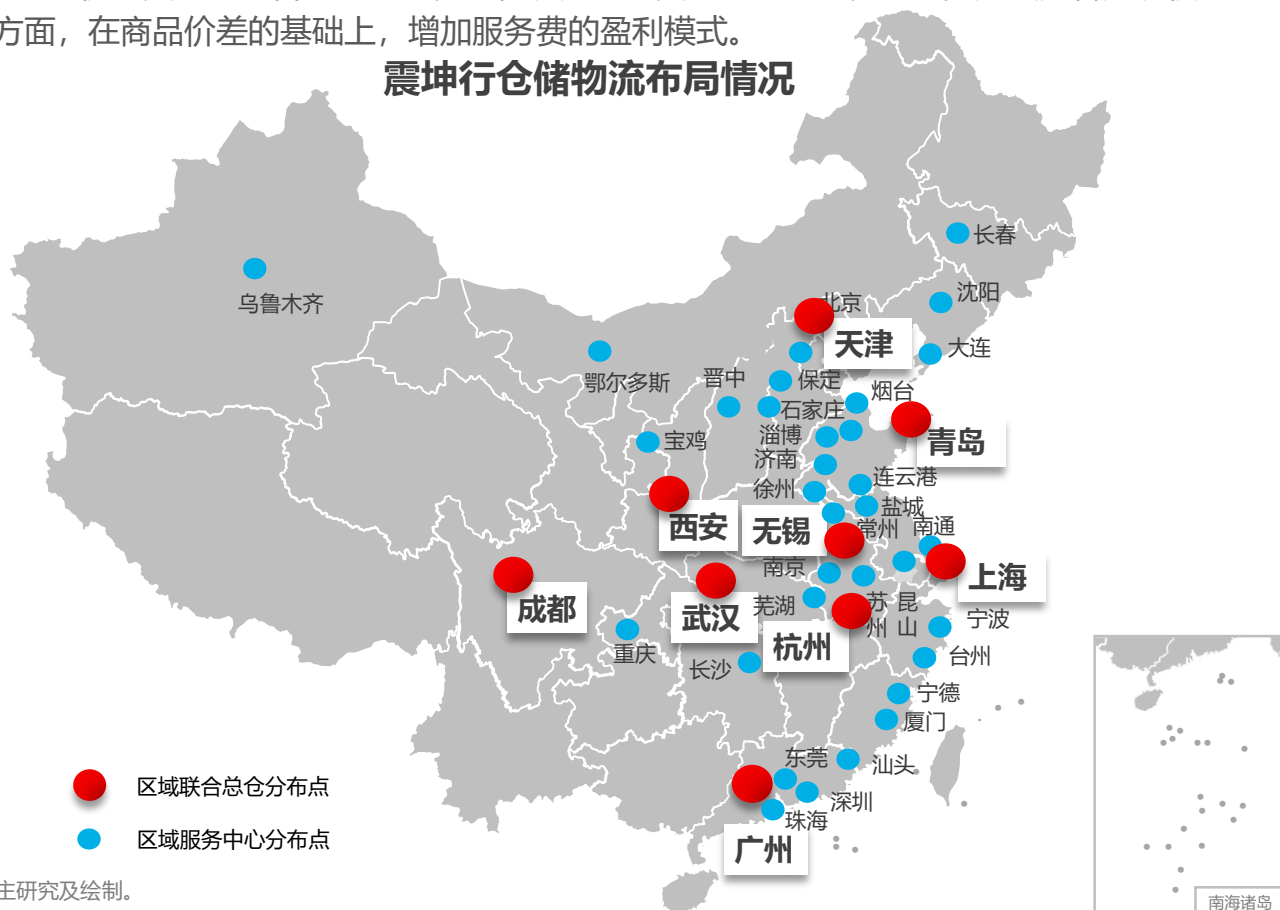 方面，在商品价差的基础上，增加服务费的盈利模式。
震坤行仓储物流布局情况
长春
沈阳
乌鲁木齐
北京
天津
大连
鄂尔多斯
晋中
保定
烟台
石家庄
宝鸡
淄博
青岛
济南
连云港
徐州
盐城
西安
无锡
常州
南通
南京
上海
成都
武汉
芜湖
苏州
昆山
宁波
杭州
重庆
长沙
台州
宁德
厦门
东莞
汕头
区域联合总仓分布点
深圳
珠海
区域服务中心分布点
广州
主研究及绘制。
南海诸岛